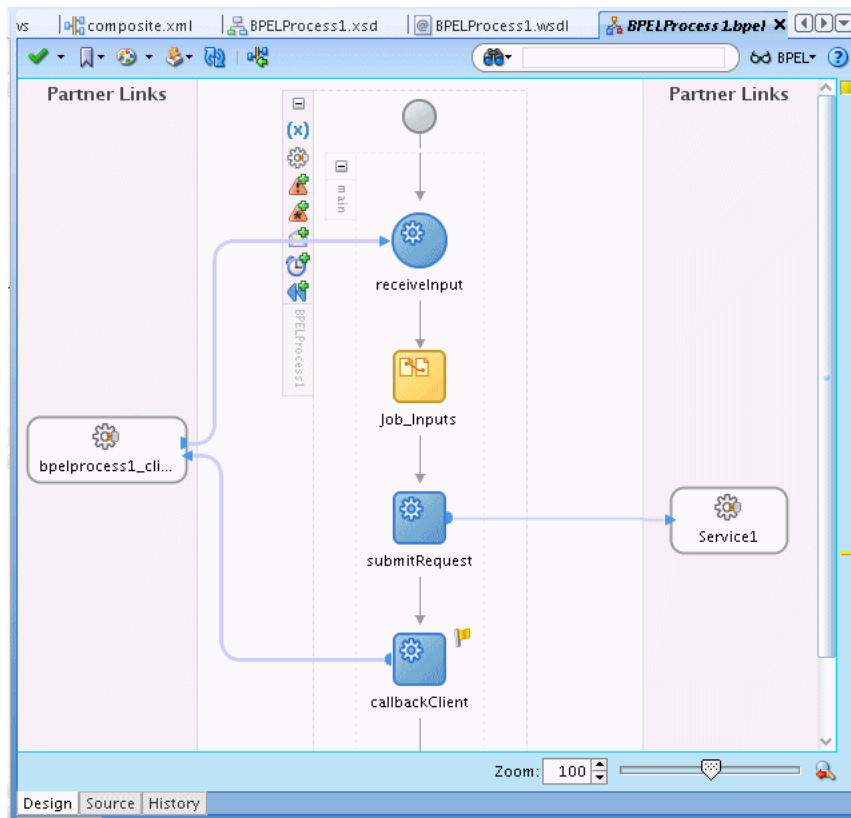 vs composite.xml BPELProcess1.xsd BPELProcess1.wsdl BPELProcess1.bpel
BPEL
Partner Links Partner Links
(x)
main
receiveInput
BPELProcess1
Job_Inputs
bpelprocess1_cli...
Service1
submitRequest
callbackClient
Zoom: 100
Design Source History